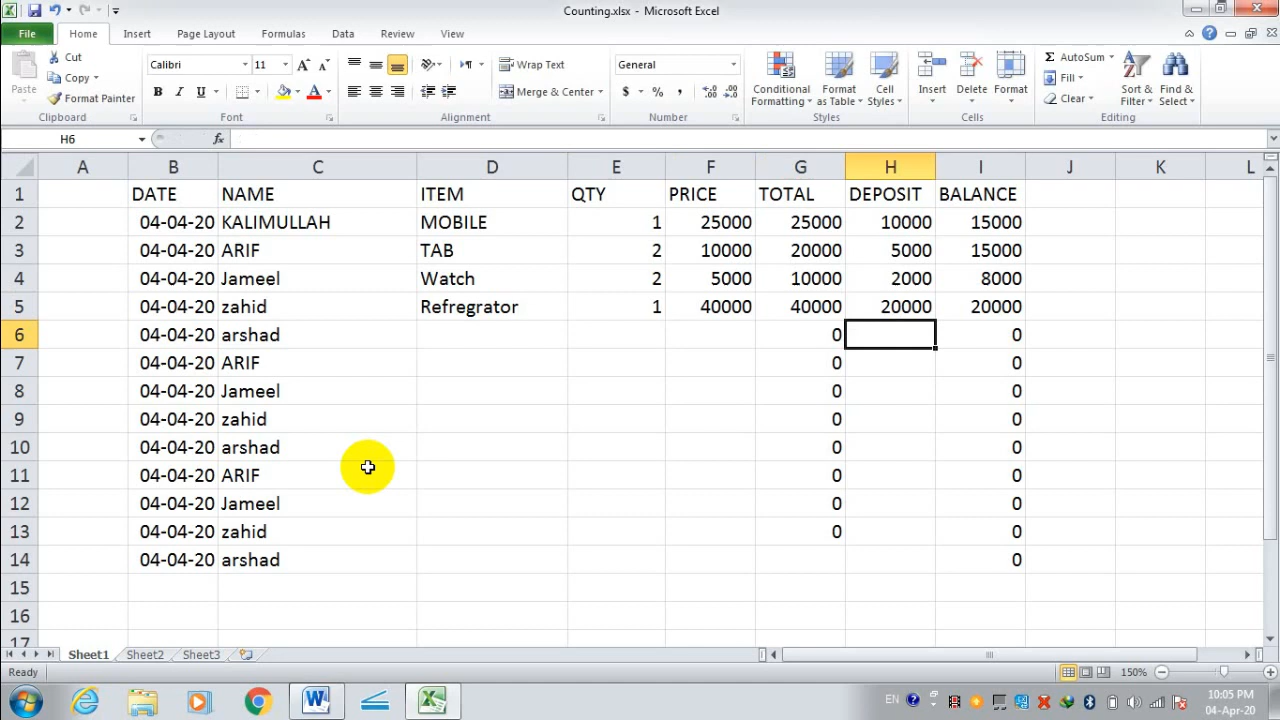 Counting.xlsx - Microsoft Excel
File Home Insert Page Layout Formulas Data Review View
Paste Cut Copy Format Painter
Calibri 11 A A
B I U A
Wrap Text
Merge & Center
General
$ % ,
Conditional Formatting Format as Table Cell Styles
Insert Delete Format
Σ AutoSum Fill Clear
Sort & Filter Find & Select
Clipboard Font Alignment Number Styles Cells Editing
H6 fx
A B C D E F G H I J K L
1 DATE NAME ITEM QTY PRICE TOTAL DEPOSIT BALANCE
2 04-04-20 KALIMULLAH MOBILE 1 25000 25000 10000 15000
3 04-04-20 ARIF TAB 2 10000 20000 5000 15000
4 04-04-20 Jameel Watch 2 5000 10000 2000 8000
5 04-04-20 zahid Refregrator 1 40000 40000 20000 20000
6 04-04-20 arshad 0 0
7 04-04-20 ARIF 0 0
8 04-04-20 Jameel 0 0
9 04-04-20 zahid 0 0
10 04-04-20 arshad 0 0
11 04-04-20 ARIF 0 0
12 04-04-20 Jameel 0 0
13 04-04-20 zahid 0 0
14 04-04-20 arshad 0
15
16
17
Sheet1 Sheet2 Sheet3
Ready 150%
EN 10:05 PM
04-Apr-20